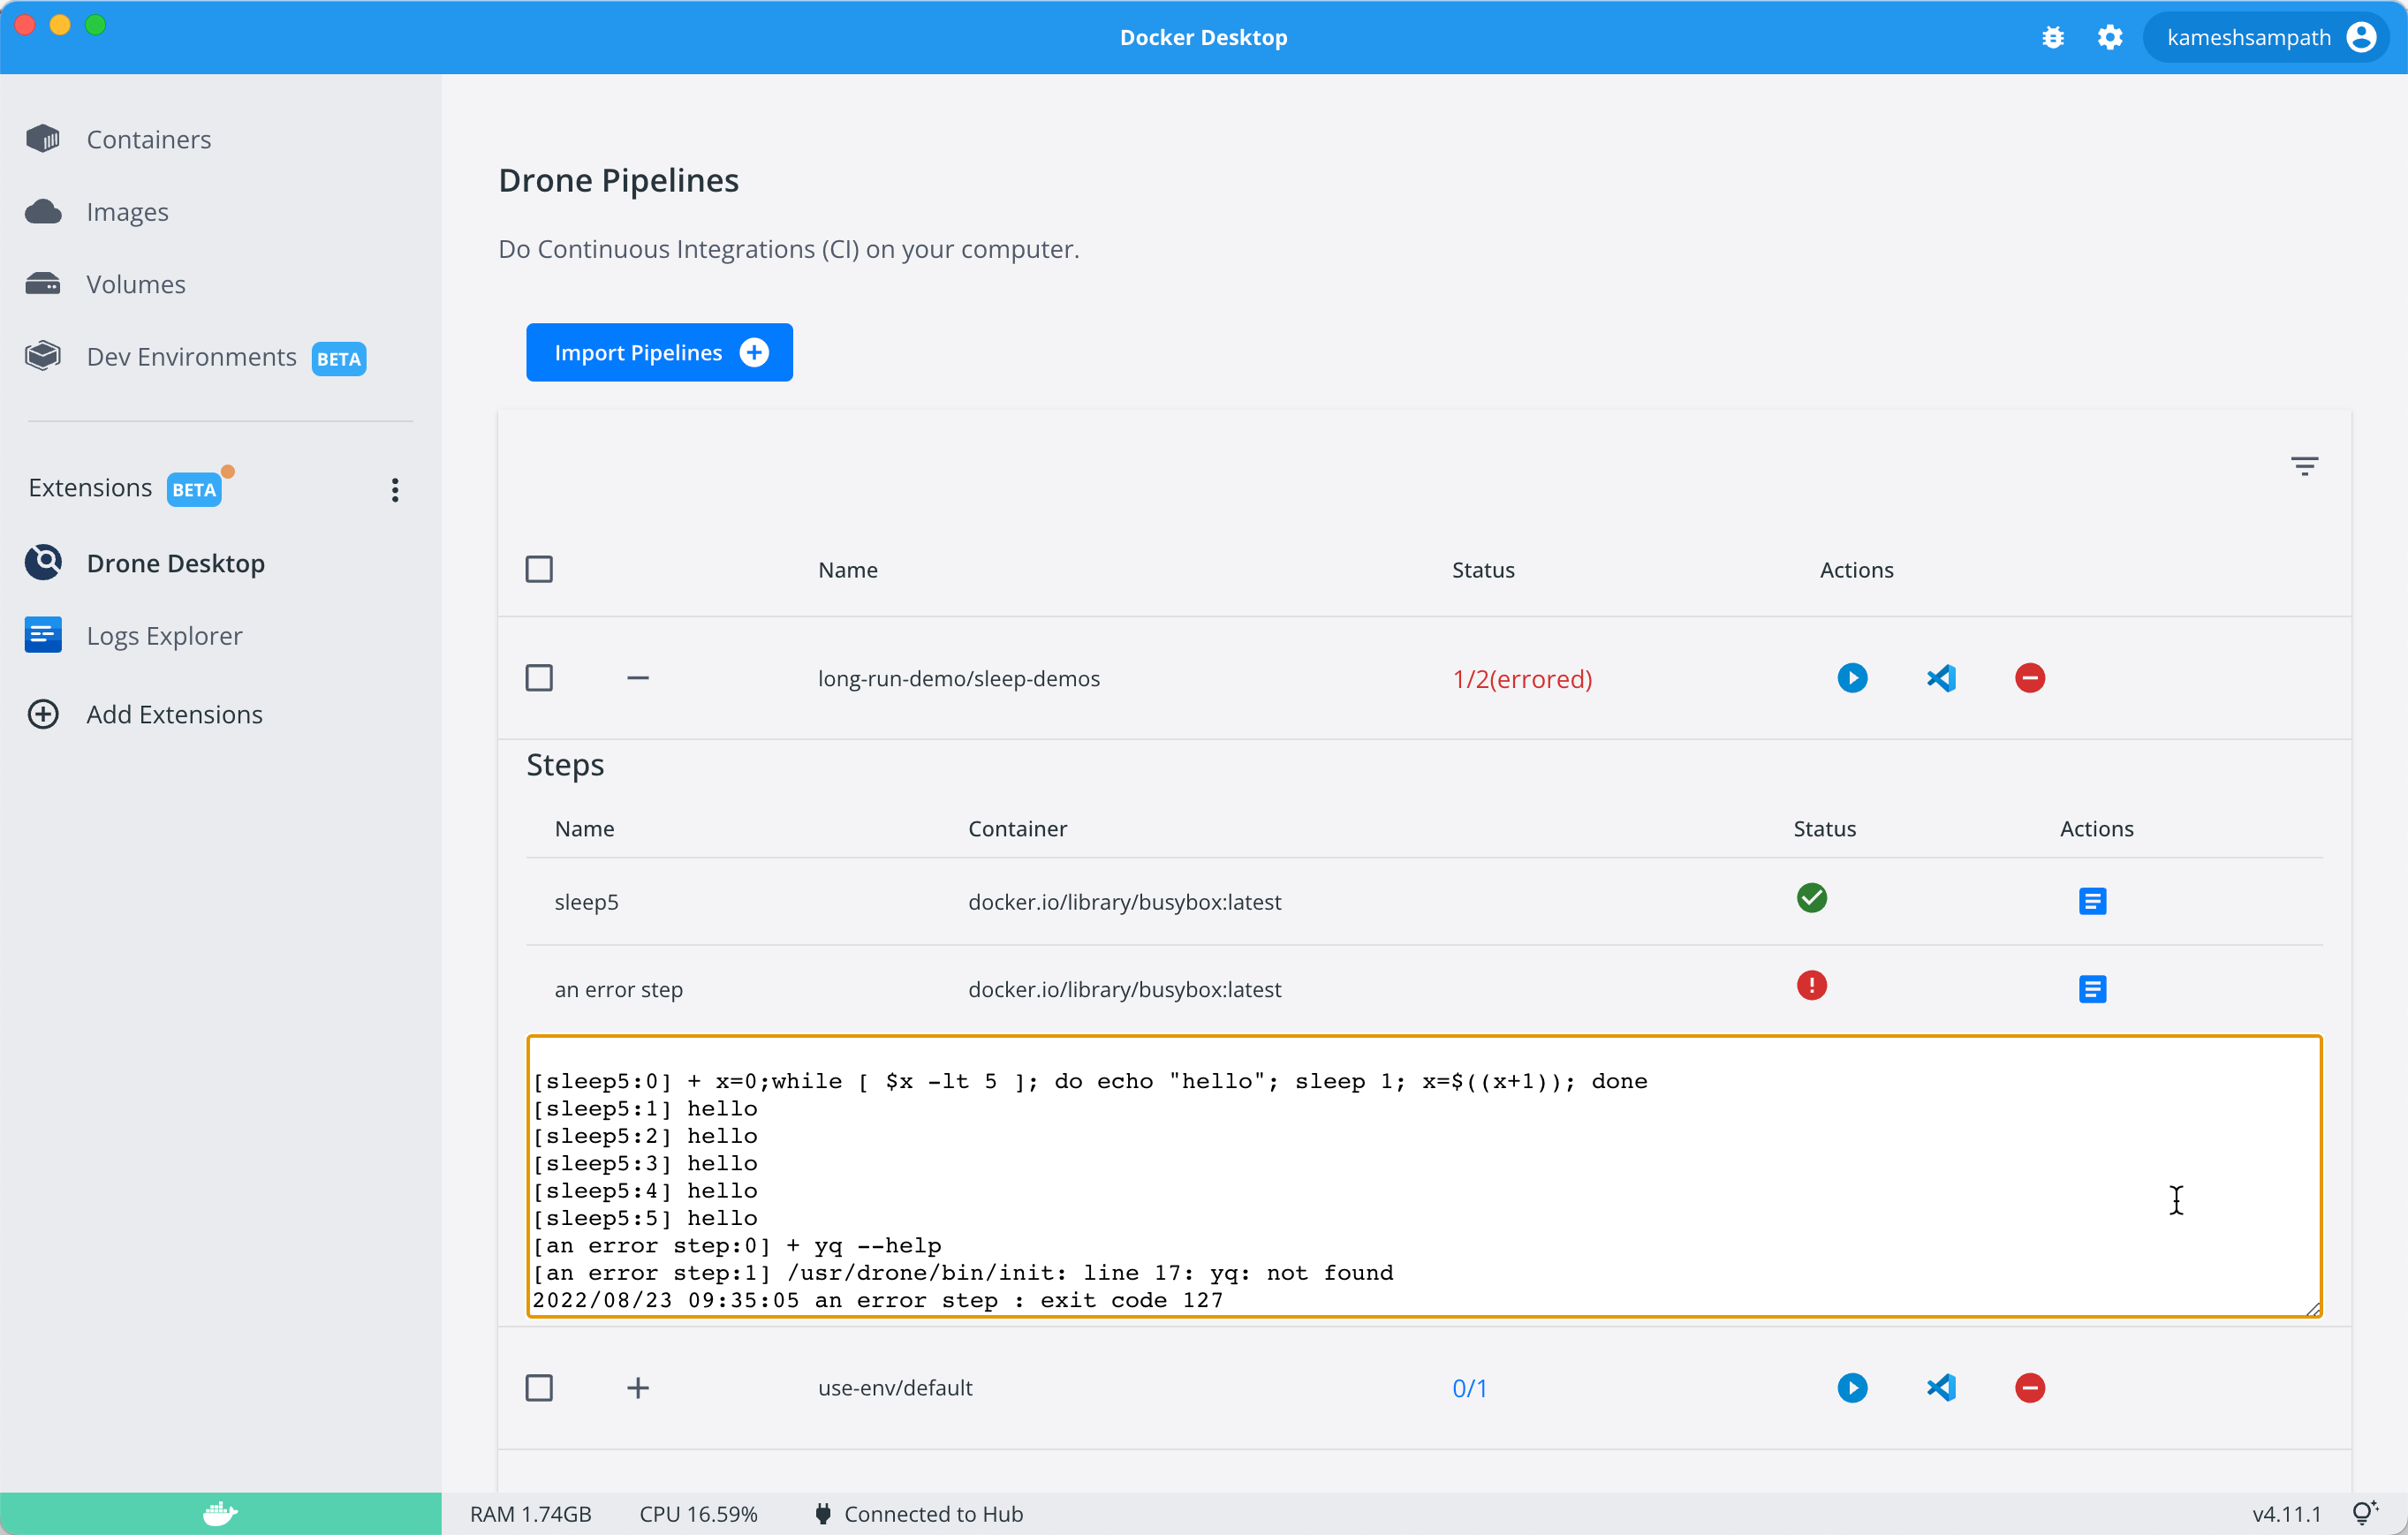 Docker Desktop
kameshsampath
Containers
Images
Volumes
Dev Environments BETA
Extensions BETA
Drone Desktop
Logs Explorer
Add Extensions
Drone Pipelines
Do Continuous Integrations (CI) on your computer.
Import Pipelines
Name Status Actions
long-run-demo/sleep-demos 1/2(errored)
Steps
Name Container Status Actions
sleep5 docker.io/library/busybox:latest
an error step docker.io/library/busybox:latest
[sleep5:0] + x=0;while [ $x -lt 5 ]; do echo "hello"; sleep 1; x=$((x+1)); done
[sleep5:1] hello
[sleep5:2] hello
[sleep5:3] hello
[sleep5:4] hello
[sleep5:5] hello
[an error step:0] + yq --help
[an error step:1] /usr/drone/bin/init: line 17: yq: not found
2022/08/23 09:35:05 an error step : exit code 127
use-env/default 0/1
RAM 1.74GB CPU 16.59% Connected to Hub v4.11.1